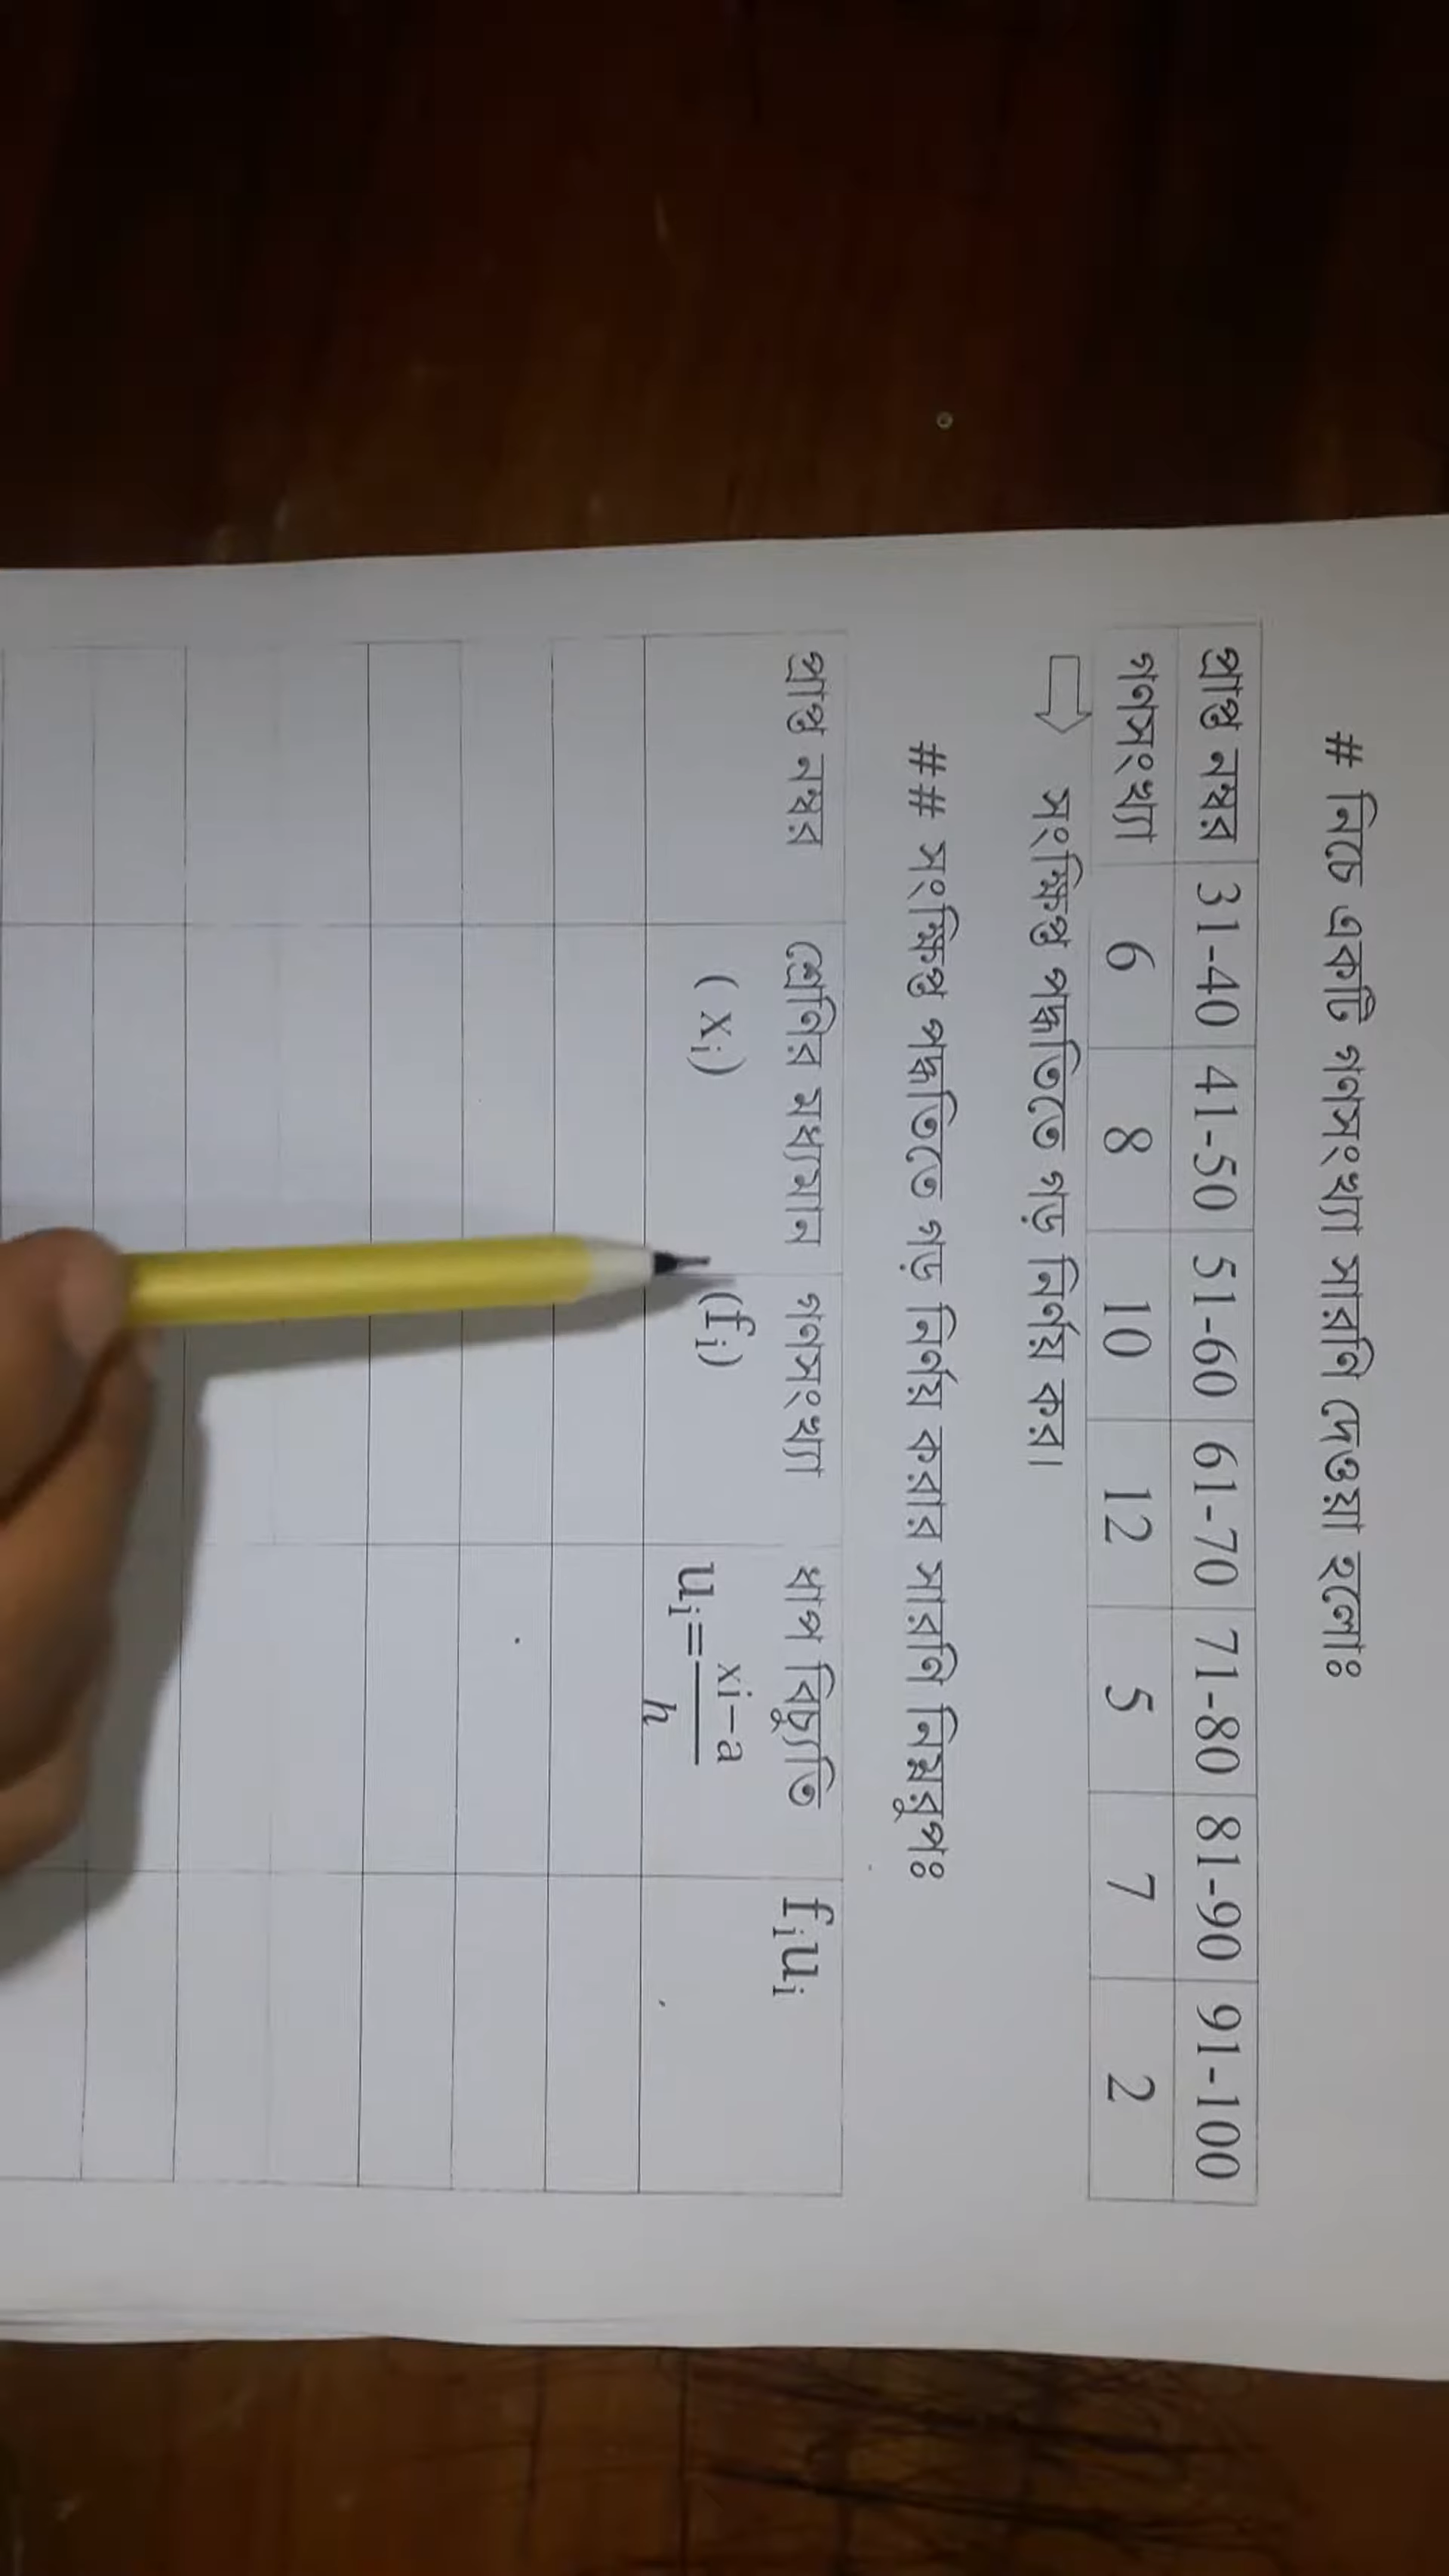 # নিচে একটি গণসংখ্যা সারণি দেওয়া হলোঃ
প্রাপ্ত নম্বর 31-40 41-50 51-60 61-70 71-80 81-90 91-100
গণসংখ্যা 6 8 10 12 5 7 2
সংক্ষিপ্ত পদ্ধতিতে গড় নির্ণয় কর।
## সংক্ষিপ্ত পদ্ধতিতে গড় নির্ণয় করার সারণি নিম্নরুপঃ
প্রাপ্ত নম্বর শ্রেণির মধ্যমান গণসংখ্যা ধাপ বিচ্যুতি fᵢuᵢ
( xᵢ) (fᵢ) uᵢ=xi−a/h